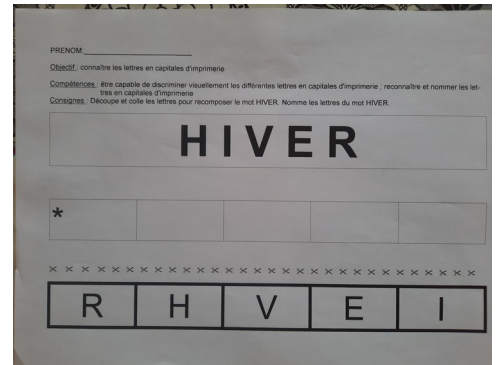 PRENOM:____________________
Objectif : connaître les lettres en capitales d'imprimerie
Compétences : être capable de discriminer visuellement les différentes lettres en capitales d'imprimerie ; reconnaître et nommer les let-
tres en capitales d'imprimerie
Consignes : Découpe et colle les lettres pour recomposer le mot HIVER. Nomme les lettres du mot HIVER.
HIVER
*
R H V E I